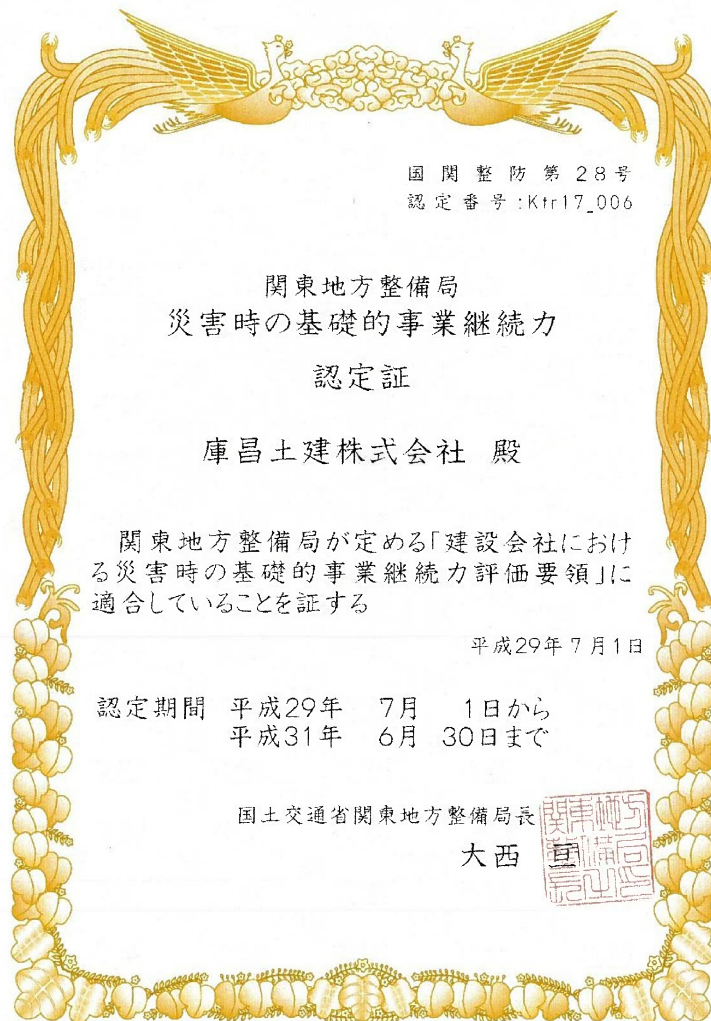 国関整防第28号
認定番号:Ktr17_006
関東地方整備局
災害時の基礎的事業継続力
認定証
庫昌土建株式会社 殿
関東地方整備局が定める「建設会社におけ
る災害時の基礎的事業継続力評価要領」に
適合していることを証する
平成29年7月1日
認定期間 平成29年 7月 1日から
平成31年 6月 30日まで
国土交通省関東地方整備局長
大西 亘